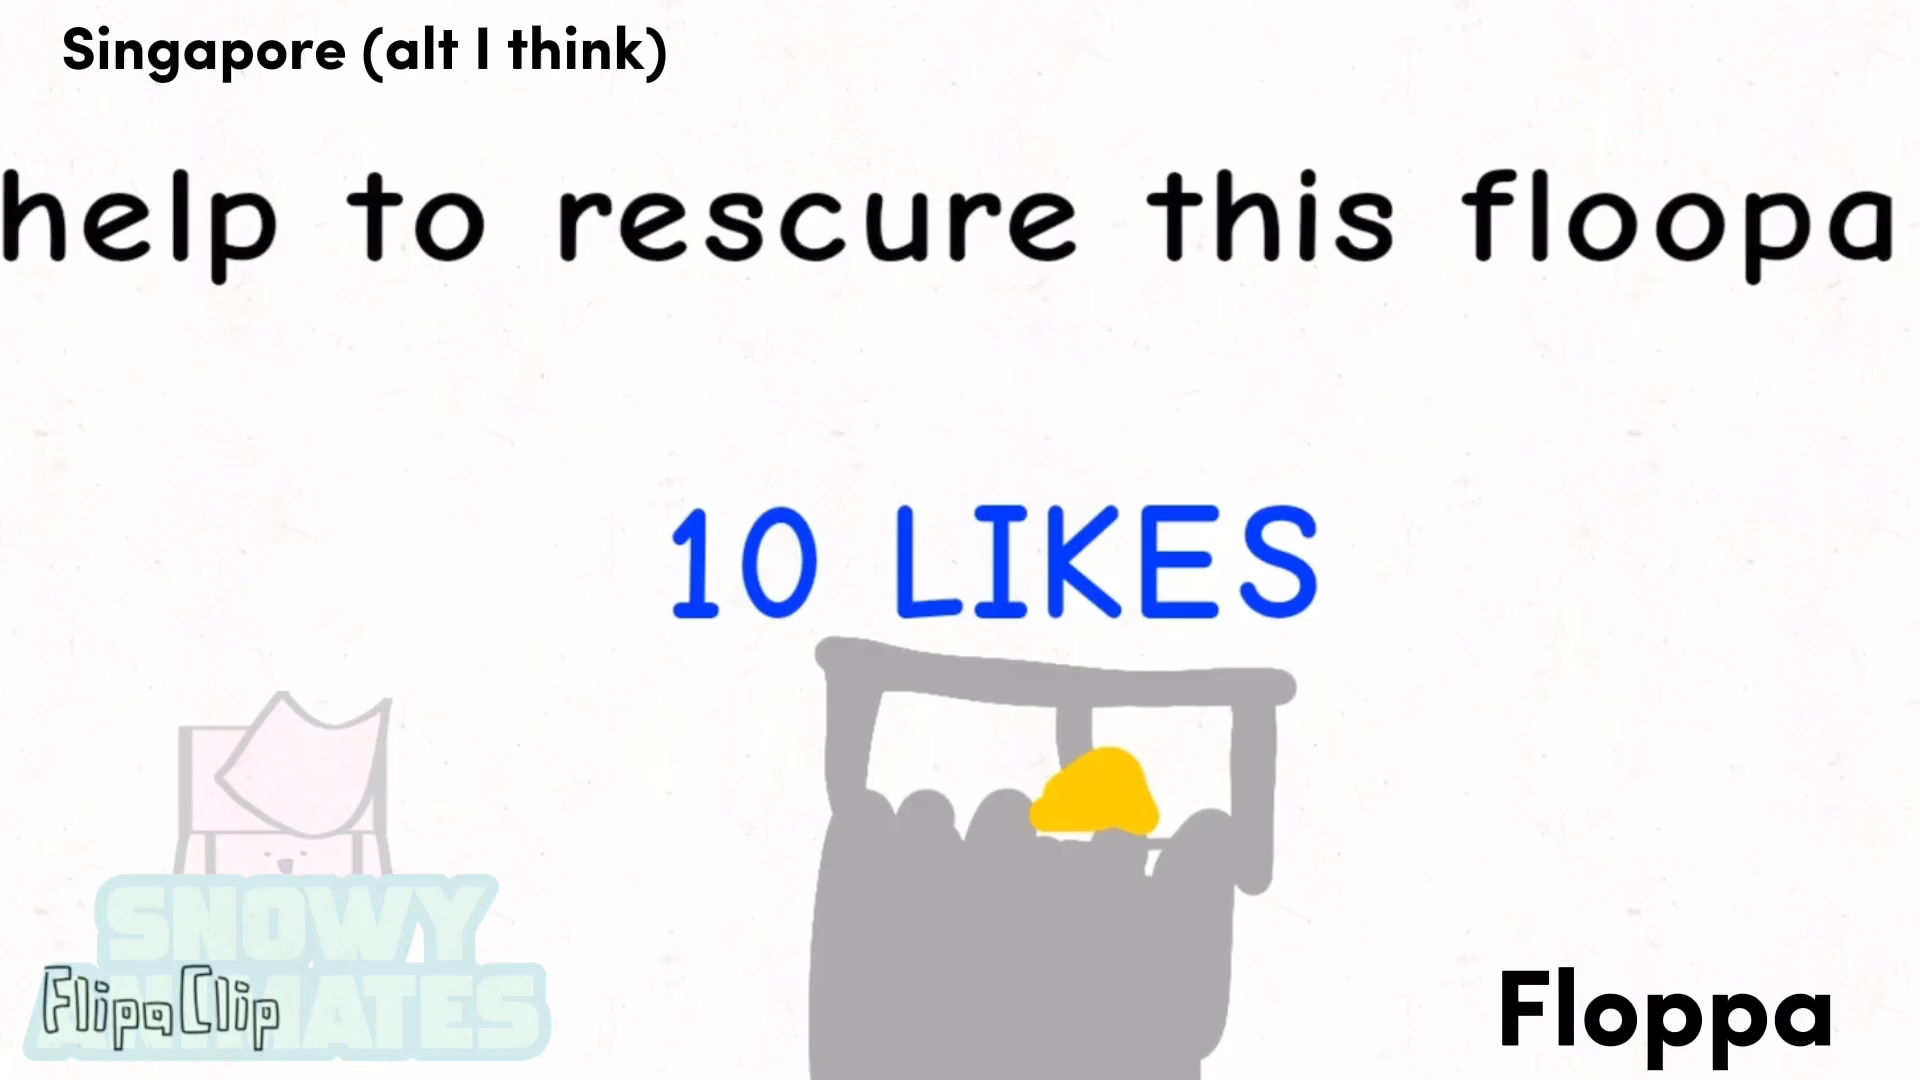 Singapore (alt I think)
help to rescure this floopa
10 LIKES
SNOWY
ANIMATES
FlipaClip
Floppa